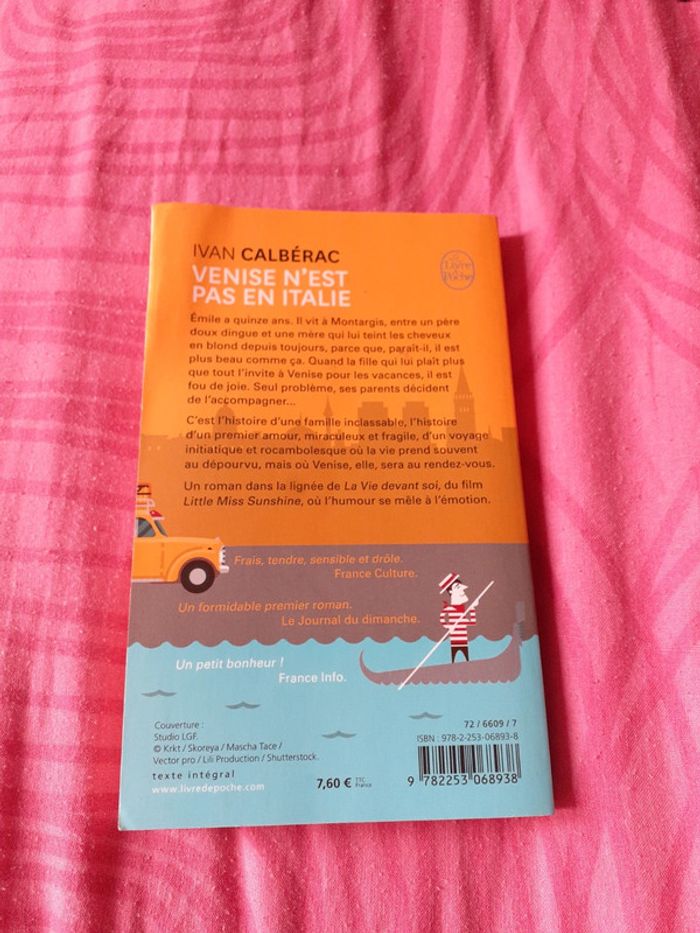 IVAN CALBÉRAC
VENISE N'EST
PAS EN ITALIE
Le
Livre
de
Poche
Émile a quinze ans. Il vit à Montargis, entre un père
doux dingue et une mère qui lui teint les cheveux
en blond depuis toujours, parce que, paraît-il, il est
plus beau comme ça. Quand la fille qui lui plaît plus
que tout l'invite à Venise pour les vacances, il est
fou de joie. Seul problème, ses parents décident
de l'accompagner...
C'est l'histoire d'une famille inclassable, l'histoire
d'un premier amour, miraculeux et fragile, d'un voyage
initiatique et rocambolesque où la vie prend souvent
au dépourvu, mais où Venise, elle, sera au rendez-vous.
Un roman dans la lignée de La Vie devant soi, du film
Little Miss Sunshine, où l'humour se mêle à l'émotion.
Frais, tendre, sensible et drôle.
France Culture.
Un formidable premier roman.
Le Journal du dimanche.
Un petit bonheur !
France Info.
Couverture :
Studio LGF.
© Krkt / Skoreya / Mascha Tace /
Vector pro / Lili Production / Shutterstock.
texte intégral
www.livredepoche.com
7,60 € TTC
France
72 / 6609 / 7
ISBN : 978-2-253-06893-8
9 782253 068938